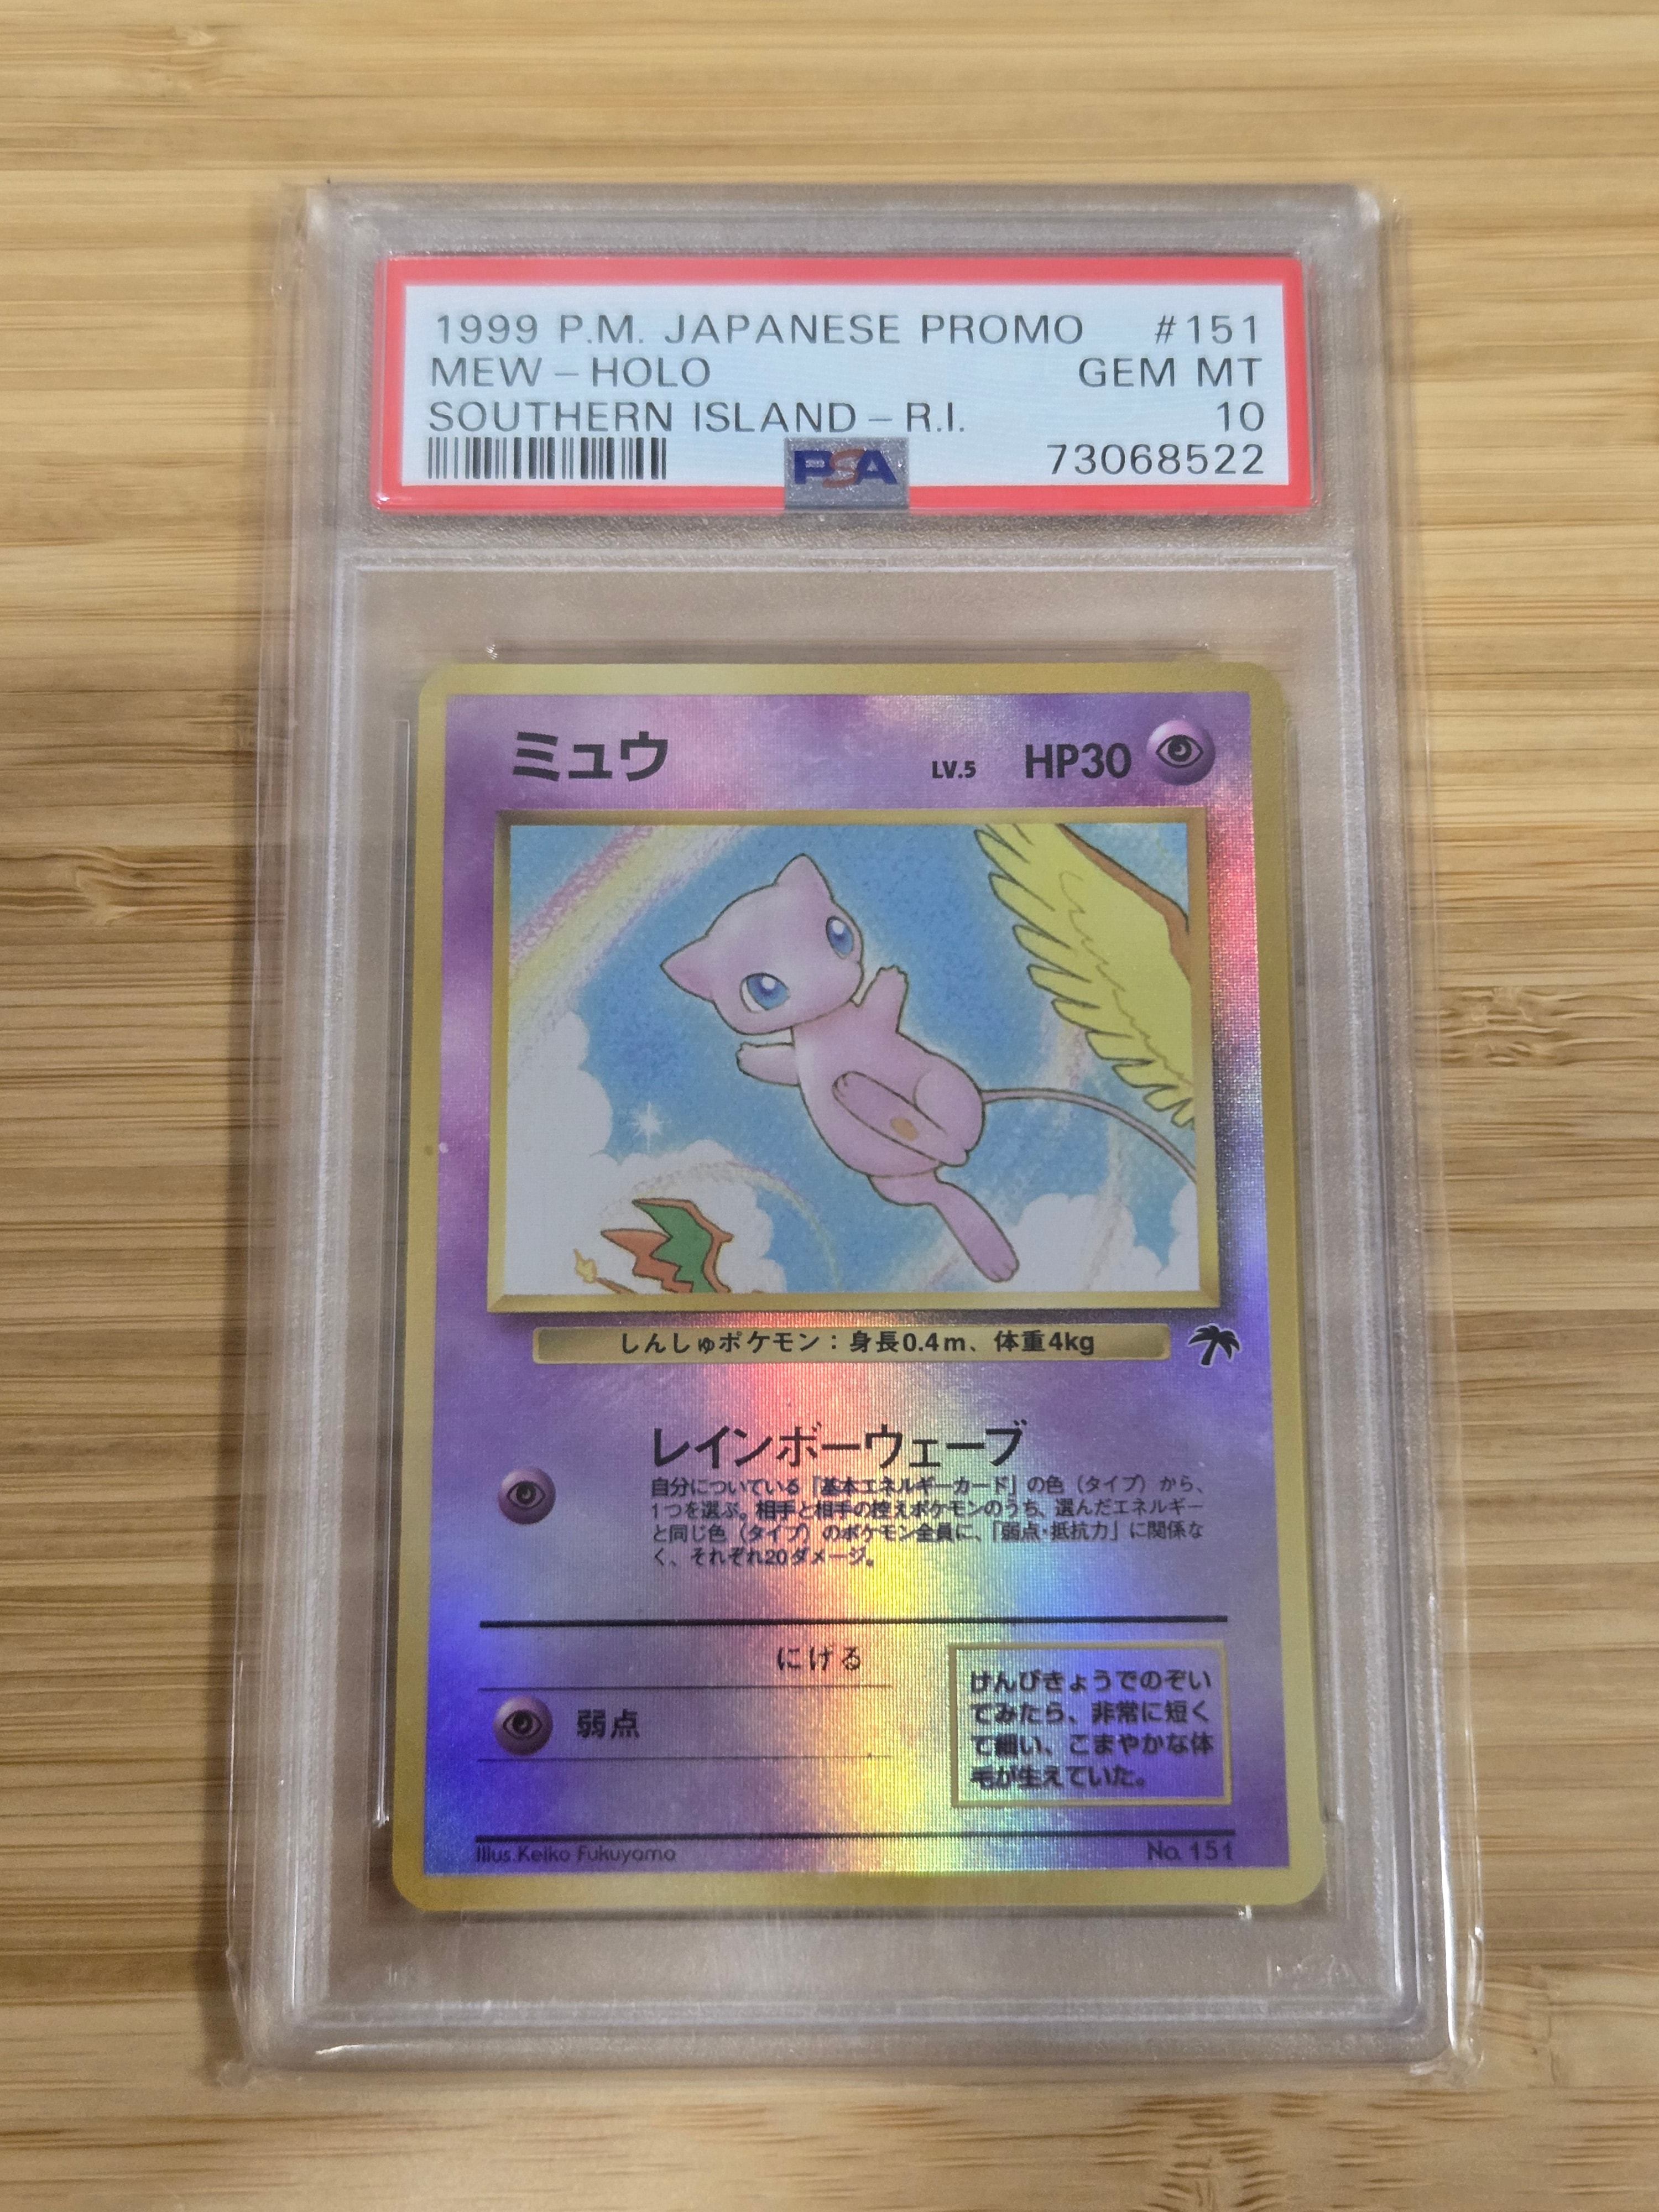 1999 P.M. JAPANESE PROMO #151
MEW - HOLO GEM MT
SOUTHERN ISLAND - R.I. 10
PSA 73068522
ミュウ LV.5 HP30
しんしゅポケモン：身長0.4m、体重4kg
レインボーウェーブ
自分についている「基本エネルギーカード」の色（タイプ）から、
1つを選ぶ。相手と相手の控えポケモンのうち、選んだエネルギー
と同じ色（タイプ）のポケモン全員に、「弱点・抵抗力」に関係な
く、それぞれ20ダメージ。
にげる
弱点
けんびきょうでのぞい
てみたら、非常に短く
て細い、こまやかな体
毛が生えていた。
Illus.Keiko Fukuyama No. 151